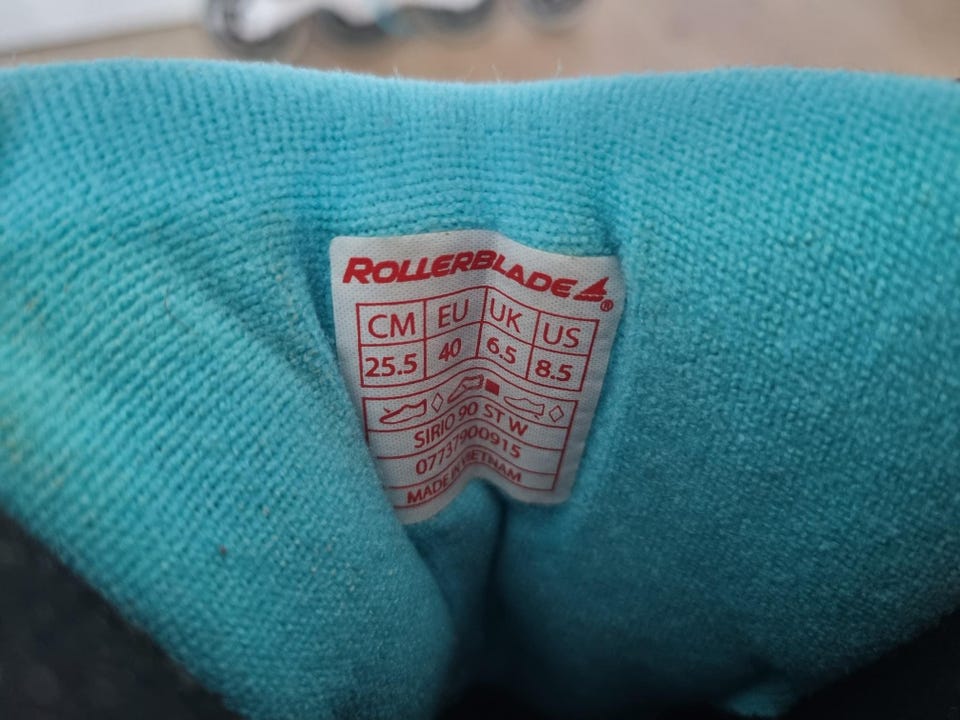 ROLLERBLADE®
CM EU UK US
25.5 40 6.5 8.5
SIRIO 90 ST W
07737900915
MADE IN VIETNAM